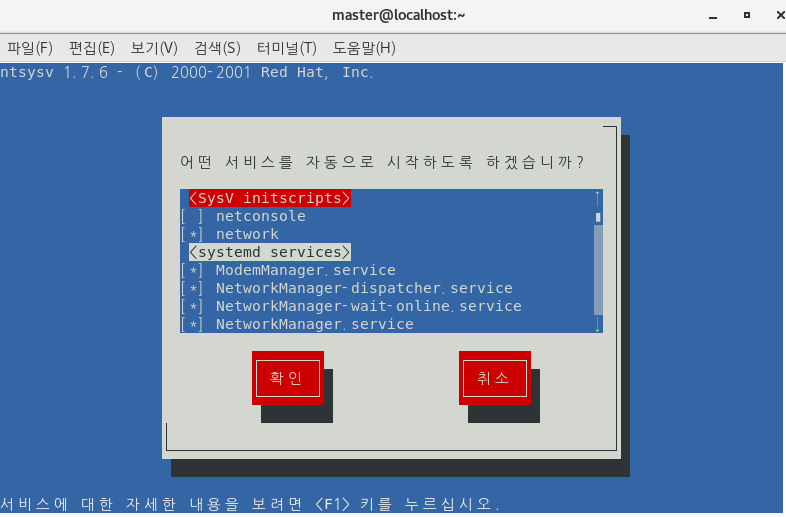 master@localhost:~
파일(F) 편집(E) 보기(V) 검색(S) 터미널(T) 도움말(H)
ntsysv 1.7.6 - (C) 2000-2001 Red Hat, Inc.
어떤 서비스를 자동으로 시작하도록 하겠습니까?
<SysV initscripts>
[ ] netconsole
[*] network
<systemd services>
[*] ModemManager.service
[*] NetworkManager-dispatcher.service
[*] NetworkManager-wait-online.service
[*] NetworkManager.service
확인 취소
서비스에 대한 자세한 내용을 보려면 <F1> 키를 누르십시오.